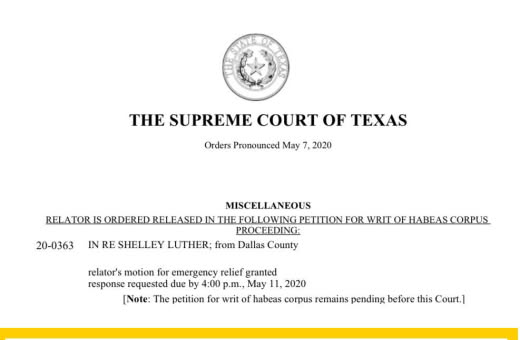 THE STATE OF TEXAS
THE SUPREME COURT OF TEXAS
Orders Pronounced May 7, 2020
MISCELLANEOUS
RELATOR IS ORDERED RELEASED IN THE FOLLOWING PETITION FOR WRIT OF HABEAS CORPUS
PROCEEDING:
20-0363 IN RE SHELLEY LUTHER; from Dallas County
relator's motion for emergency relief granted
response requested due by 4:00 p.m., May 11, 2020
[Note: The petition for writ of habeas corpus remains pending before this Court.]